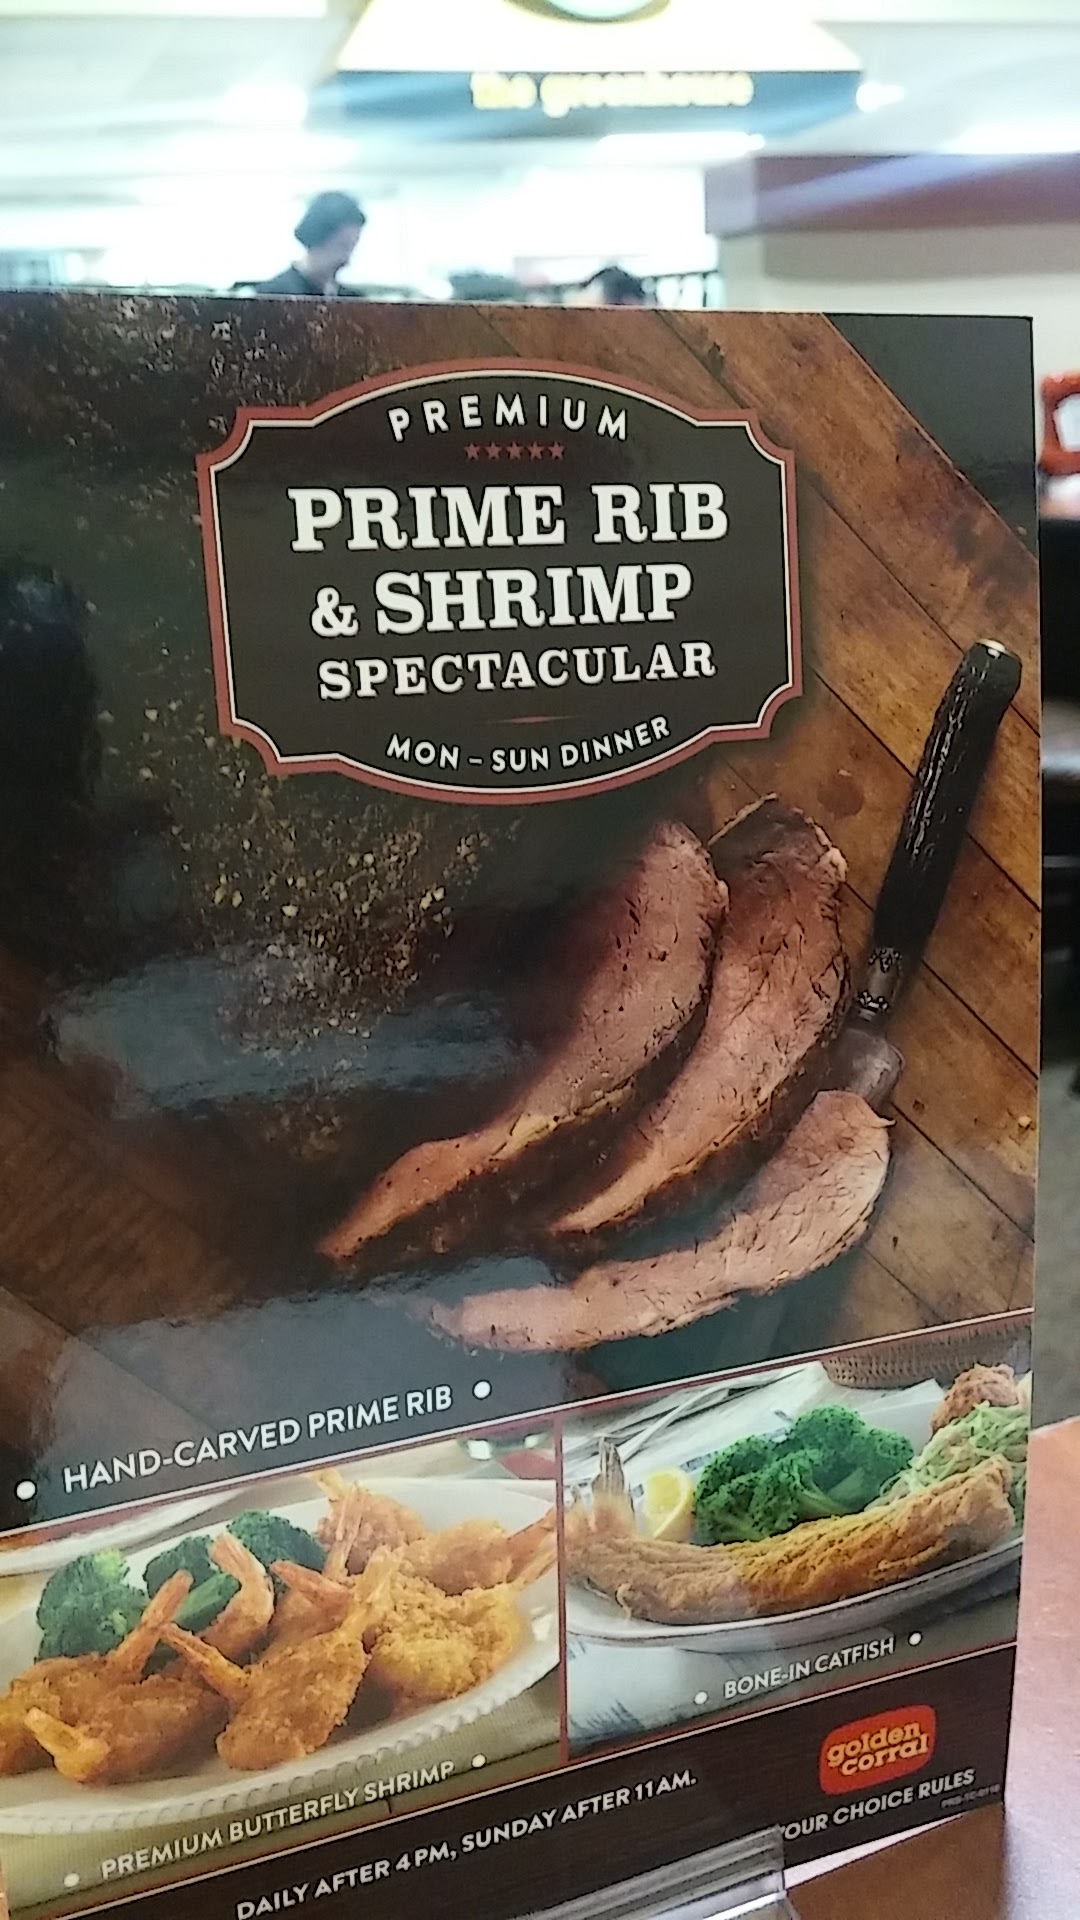 the greenhouse
PREMIUM
PRIME RIB
& SHRIMP
SPECTACULAR
MON – SUN DINNER
• HAND-CARVED PRIME RIB •
• BONE-IN CATFISH •
• PREMIUM BUTTERFLY SHRIMP •
golden
corral
OUR CHOICE RULES
DAILY AFTER 4 PM, SUNDAY AFTER 11 AM.